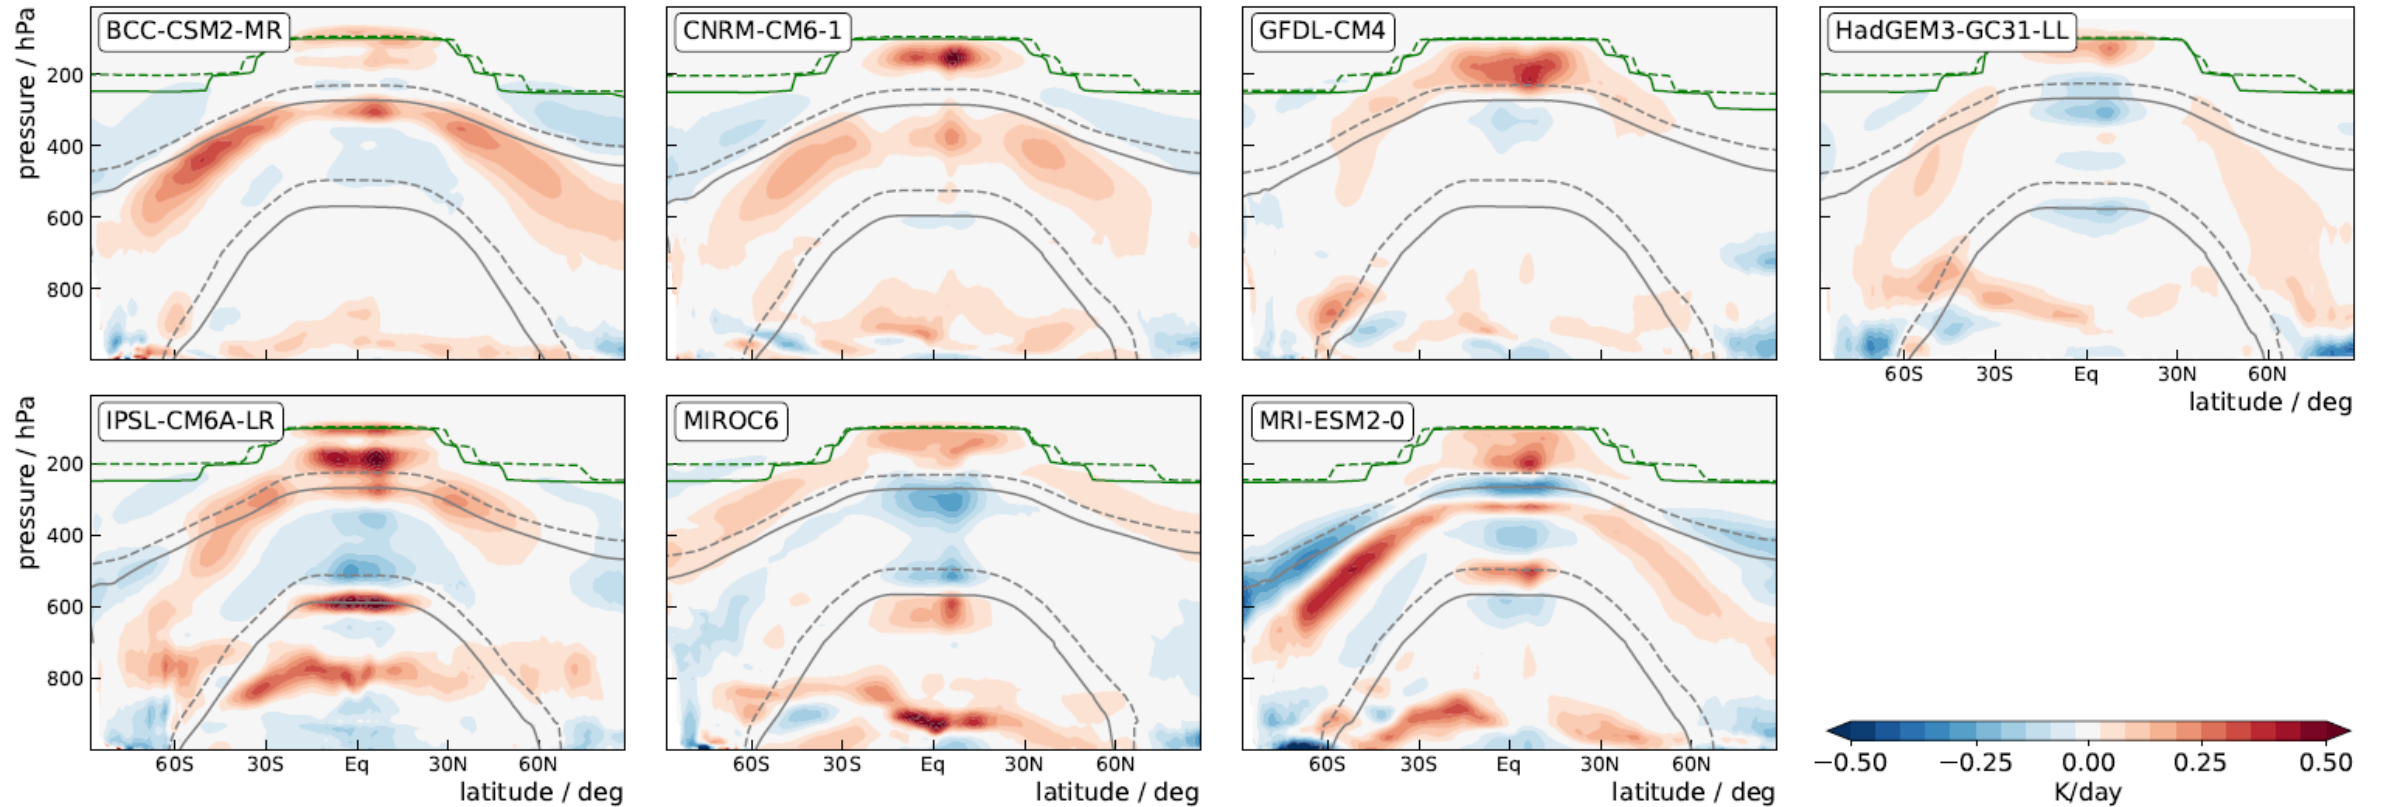 BCC-CSM2-MR
CNRM-CM6-1
GFDL-CM4
HadGEM3-GC31-LL
pressure / hPa
200
400
600
800
60S 30S Eq 30N 60N
latitude / deg
IPSL-CM6A-LR
MIROC6
MRI-ESM2-0
pressure / hPa
200
400
600
800
60S 30S Eq 30N 60N
latitude / deg
60S 30S Eq 30N 60N
latitude / deg
60S 30S Eq 30N 60N
latitude / deg
−0.50 −0.25 0.00 0.25 0.50
K/day